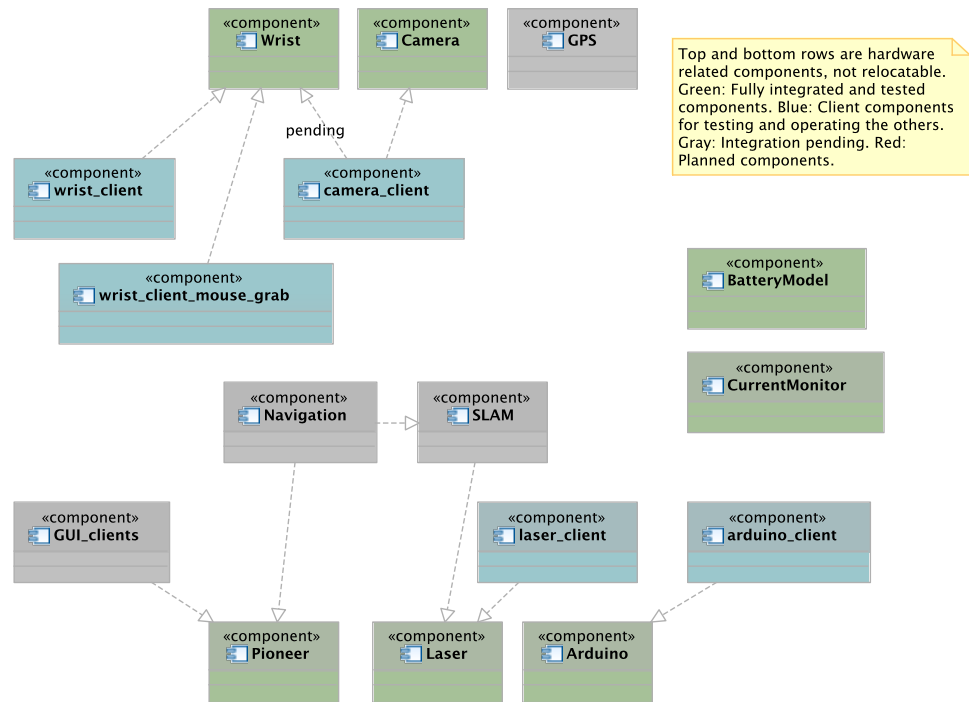 «component»
Wrist
«component»
Camera
«component»
GPS
Top and bottom rows are hardware
related components, not relocatable.
Green: Fully integrated and tested
components. Blue: Client components
for testing and operating the others.
Gray: Integration pending. Red:
Planned components.
pending
«component»
wrist_client
«component»
camera_client
«component»
wrist_client_mouse_grab
«component»
BatteryModel
«component»
CurrentMonitor
«component»
Navigation
«component»
SLAM
«component»
GUI_clients
«component»
laser_client
«component»
arduino_client
«component»
Pioneer
«component»
Laser
«component»
Arduino